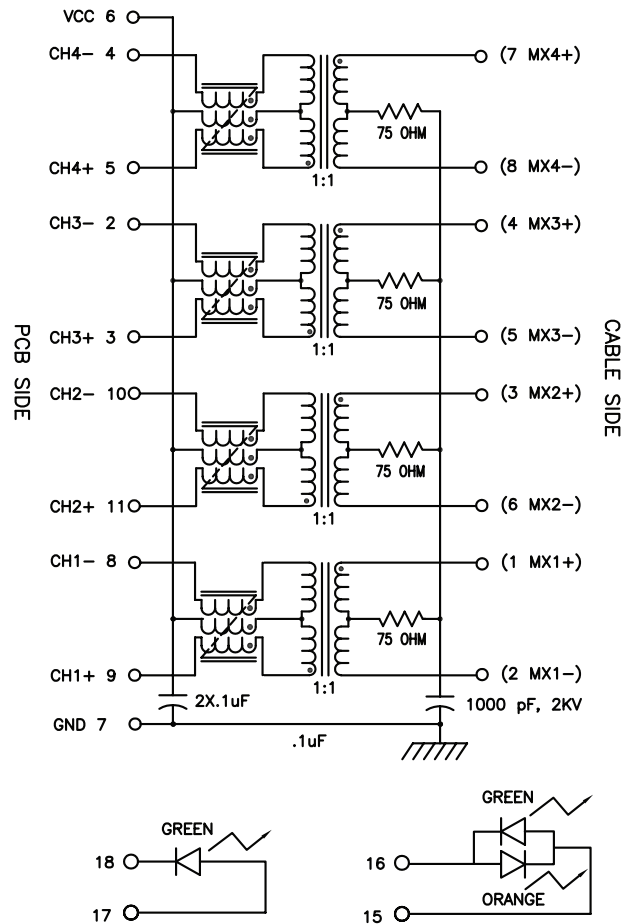 VCC 6
CH4- 4
(7 MX4+)
75 OHM
CH4+ 5
(8 MX4-)
1:1
CH3- 2
(4 MX3+)
75 OHM
CH3+ 3
(5 MX3-)
1:1
PCB SIDE
CABLE SIDE
CH2- 10
(3 MX2+)
75 OHM
CH2+ 11
(6 MX2-)
1:1
CH1- 8
(1 MX1+)
75 OHM
CH1+ 9
(2 MX1-)
1:1
2X.1uF
1000 pF, 2KV
GND 7
.1uF
GREEN
18
17
GREEN
16
ORANGE
15